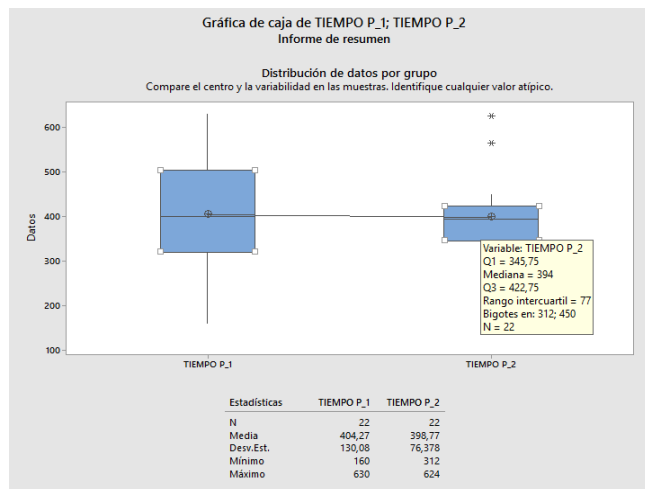 Gráfica de caja de TIEMPO P_1; TIEMPO P_2
Informe de resumen
Distribución de datos por grupo
Compare el centro y la variabilidad en las muestras. Identifique cualquier valor atípico.
600
500
400
300
200
100
Datos
Variable: TIEMPO P_2
Q1 = 345,75
Mediana = 394
Q3 = 422,75
Rango intercuartil = 77
Bigotes en: 312; 450
N = 22
TIEMPO P_1 TIEMPO P_2
Estadísticas TIEMPO P_1 TIEMPO P_2
N 22 22
Media 404,27 398,77
Desv.Est. 130,08 76,378
Mínimo 160 312
Máximo 630 624